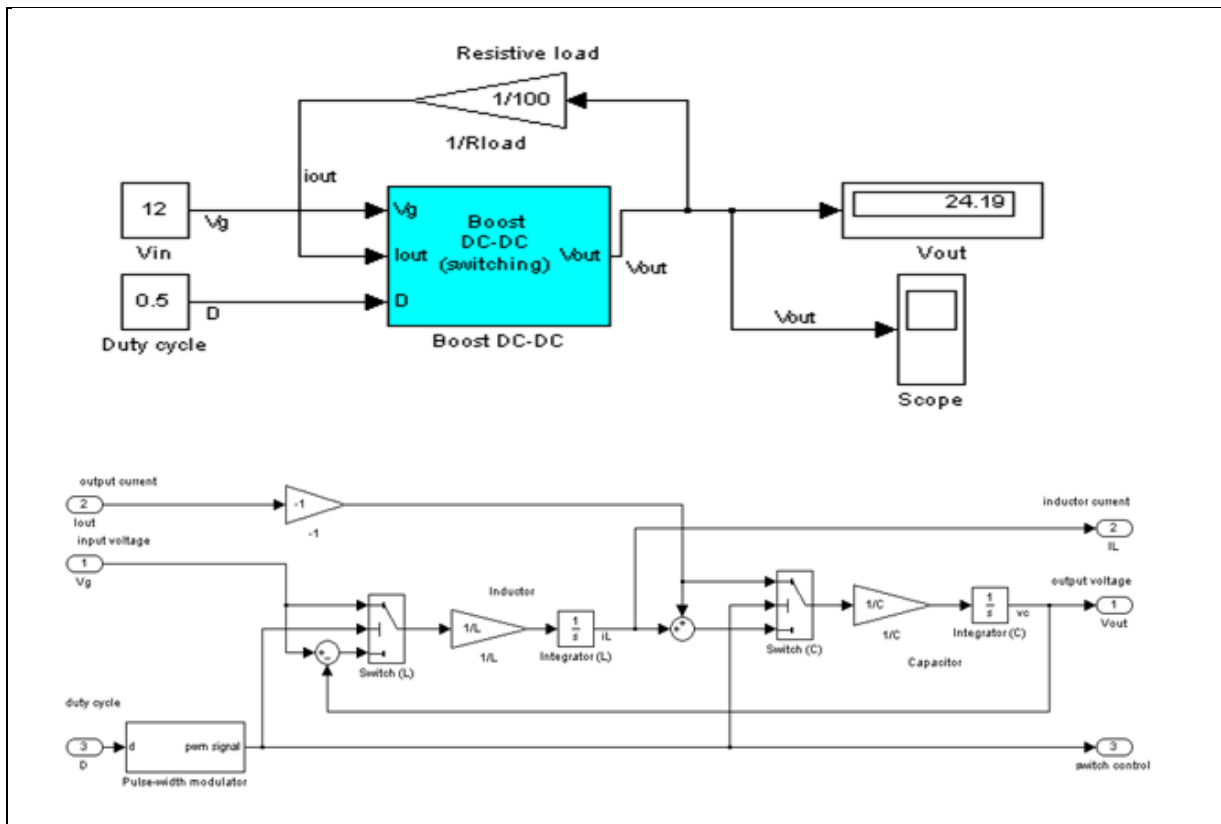 Resistive load
1/100
1/Rload
iout
12
Vg
Vin
Vg
Boost
DC-DC
(switching)
Iout
Vout
D
Vout
24.19
Vout
0.5
D
Duty cycle
Boost DC-DC
Vout
Scope
output current
2
Iout
-1
-1
inductor current
2
IL
input voltage
1
Vg
Inductor
1/L
1/L
1
s
iL
Integrator (L)
Switch (L)
+
-
+
+
Switch (C)
1/C
1/C
1
s
vc
Integrator (C)
Capacitor
output voltage
1
Vout
duty cycle
3
D
d
pwm signal
Pulse-width modulator
3
switch control